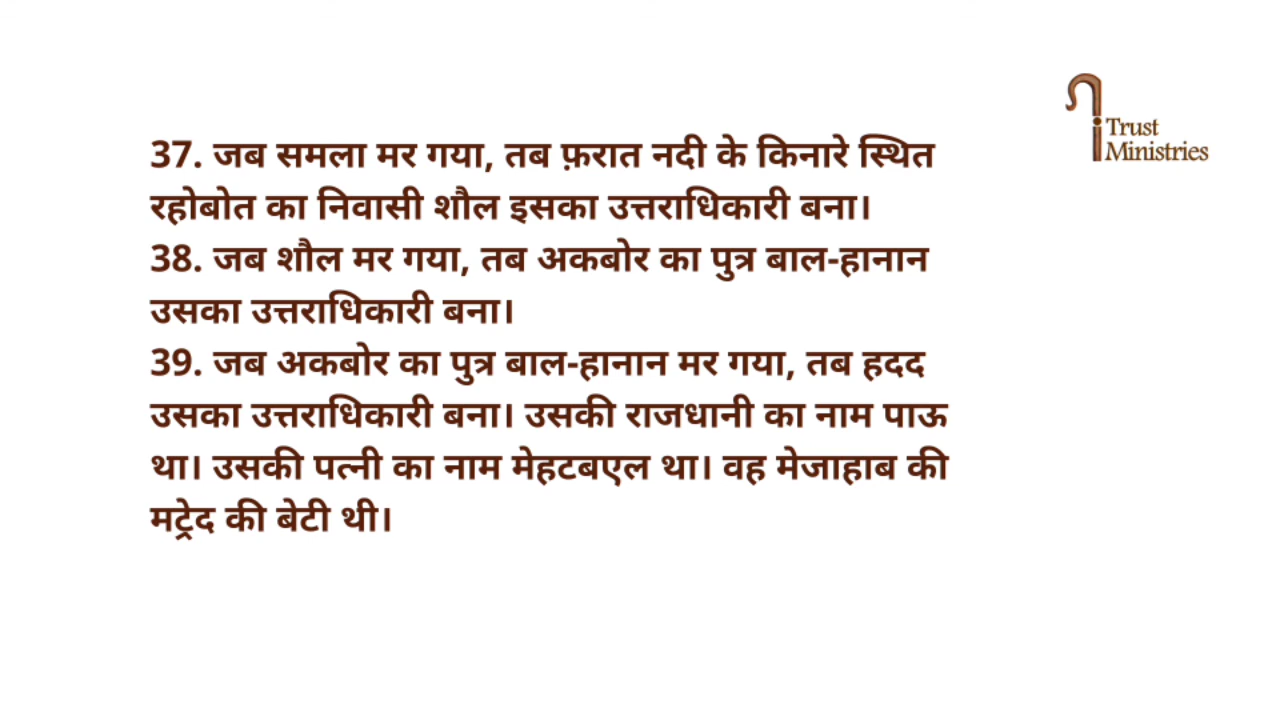 Trust
Ministries
37. जब समला मर गया, तब फ़रात नदी के किनारे स्थित
रहोबोत का निवासी शौल इसका उत्तराधिकारी बना।
38. जब शौल मर गया, तब अकबोर का पुत्र बाल-हानान
उसका उत्तराधिकारी बना।
39. जब अकबोर का पुत्र बाल-हानान मर गया, तब हदद
उसका उत्तराधिकारी बना। उसकी राजधानी का नाम पाऊ
था। उसकी पत्नी का नाम मेहटबएल था। वह मेजाहाब की
मट्रेद की बेटी थी।